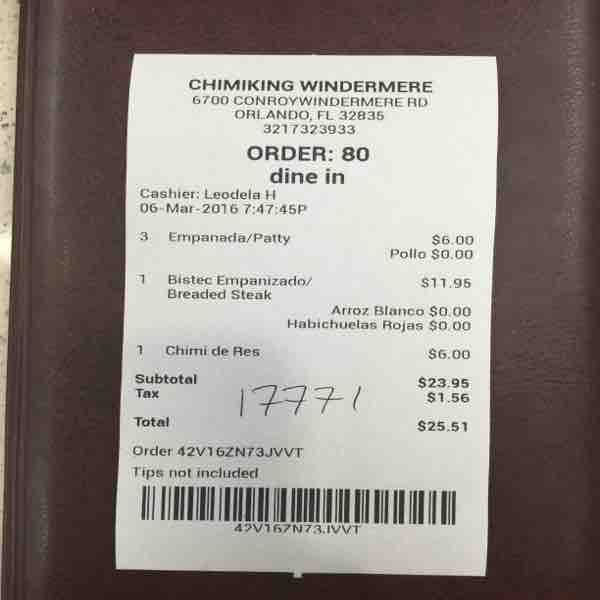 CHIMIKING WINDERMERE
6700 CONROYWINDERMERE RD
ORLANDO, FL 32835
3217323933
ORDER: 80
dine in
Cashier: Leodela H
06-Mar-2016 7:47:45P
3 Empanada/Patty $6.00
Pollo $0.00
1 Bistec Empanizado/ $11.95
Breaded Steak
Arroz Blanco $0.00
Habichuelas Rojas $0.00
1 Chimi de Res $6.00
Subtotal $23.95
Tax $1.56
17771
Total $25.51
Order 42V16ZN73JVVT
Tips not included
42V16ZN73JVVT